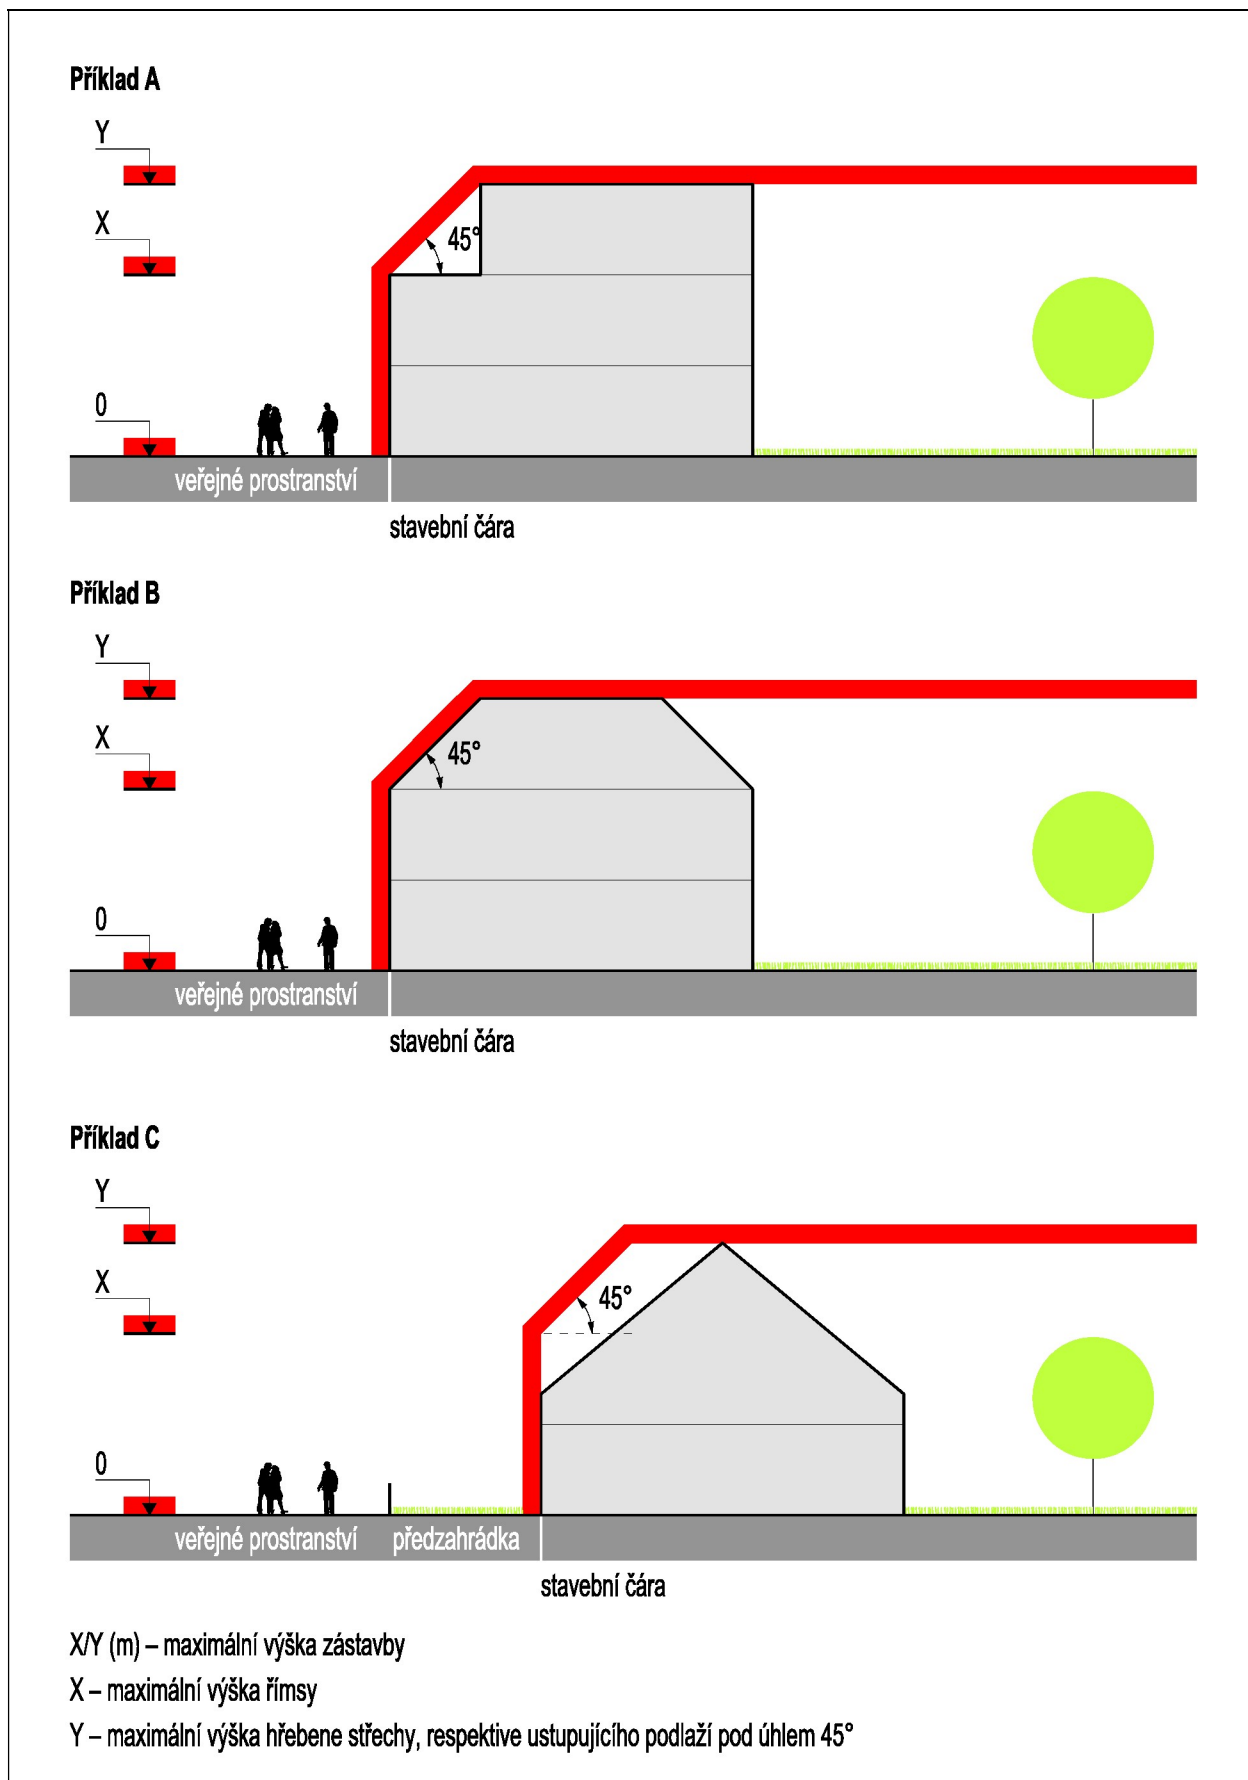 Příklad A
Y
X
45°
0
veřejné prostranství
stavební čára
Příklad B
Y
X
45°
0
veřejné prostranství
stavební čára
Příklad C
Y
X
45°
0
veřejné prostranství předzahrádka
stavební čára
X/Y (m) – maximální výška zástavby
X – maximální výška římsy
Y – maximální výška hřebene střechy, respektive ustupujícího podlaží pod úhlem 45°